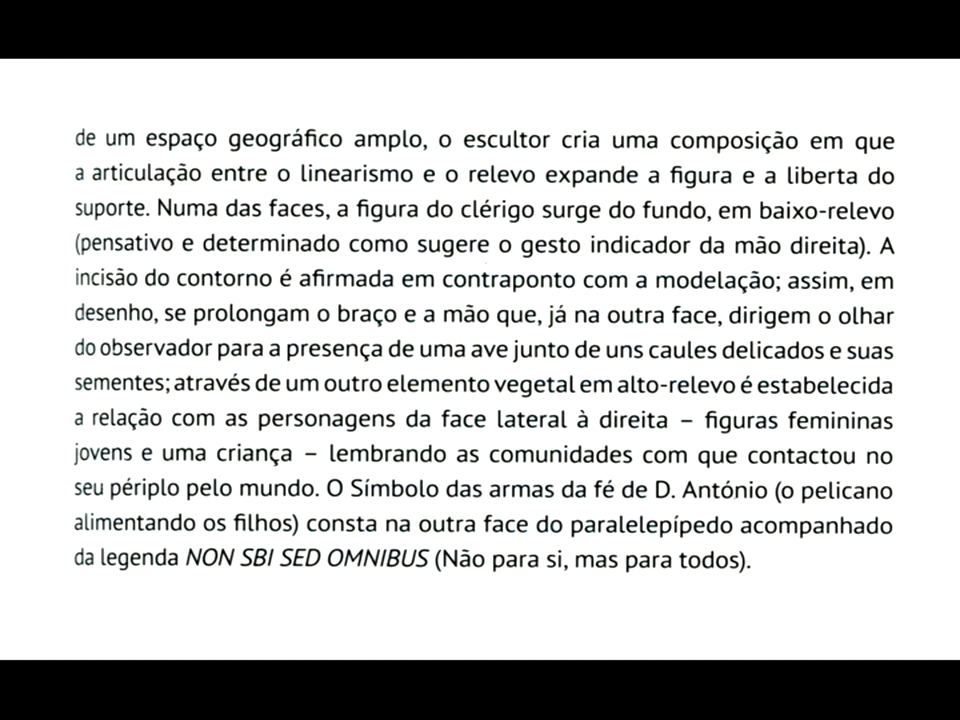 de um espaço geográfico amplo, o escultor cria uma composição em que
a articulação entre o linearismo e o relevo expande a figura e a liberta do
suporte. Numa das faces, a figura do clérigo surge do fundo, em baixo-relevo
(pensativo e determinado como sugere o gesto indicador da mão direita). A
incisão do contorno é afirmada em contraponto com a modelação; assim, em
desenho, se prolongam o braço e a mão que, já na outra face, dirigem o olhar
do observador para a presença de uma ave junto de uns caules delicados e suas
sementes; através de um outro elemento vegetal em alto-relevo é estabelecida
a relação com as personagens da face lateral à direita – figuras femininas
jovens e uma criança – lembrando as comunidades com que contactou no
seu périplo pelo mundo. O Símbolo das armas da fé de D. António (o pelicano
alimentando os filhos) consta na outra face do paralelepípedo acompanhado
da legenda NON SBI SED OMNIBUS (Não para si, mas para todos).